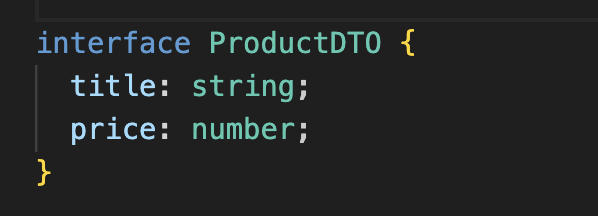 interface ProductDTO {
  title: string;
  price: number;
}